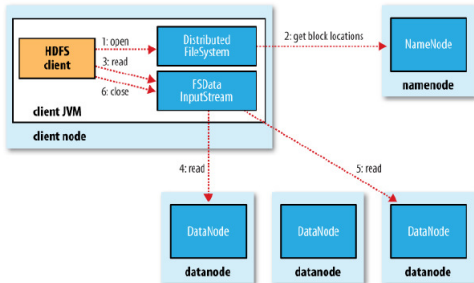 HDFS
client
1: open
3: read
6: close
Distributed
FileSystem
FSData
InputStream
client JVM
client node
2: get block locations
NameNode
namenode
4: read
5: read
DataNode
datanode
DataNode
datanode
DataNode
datanode